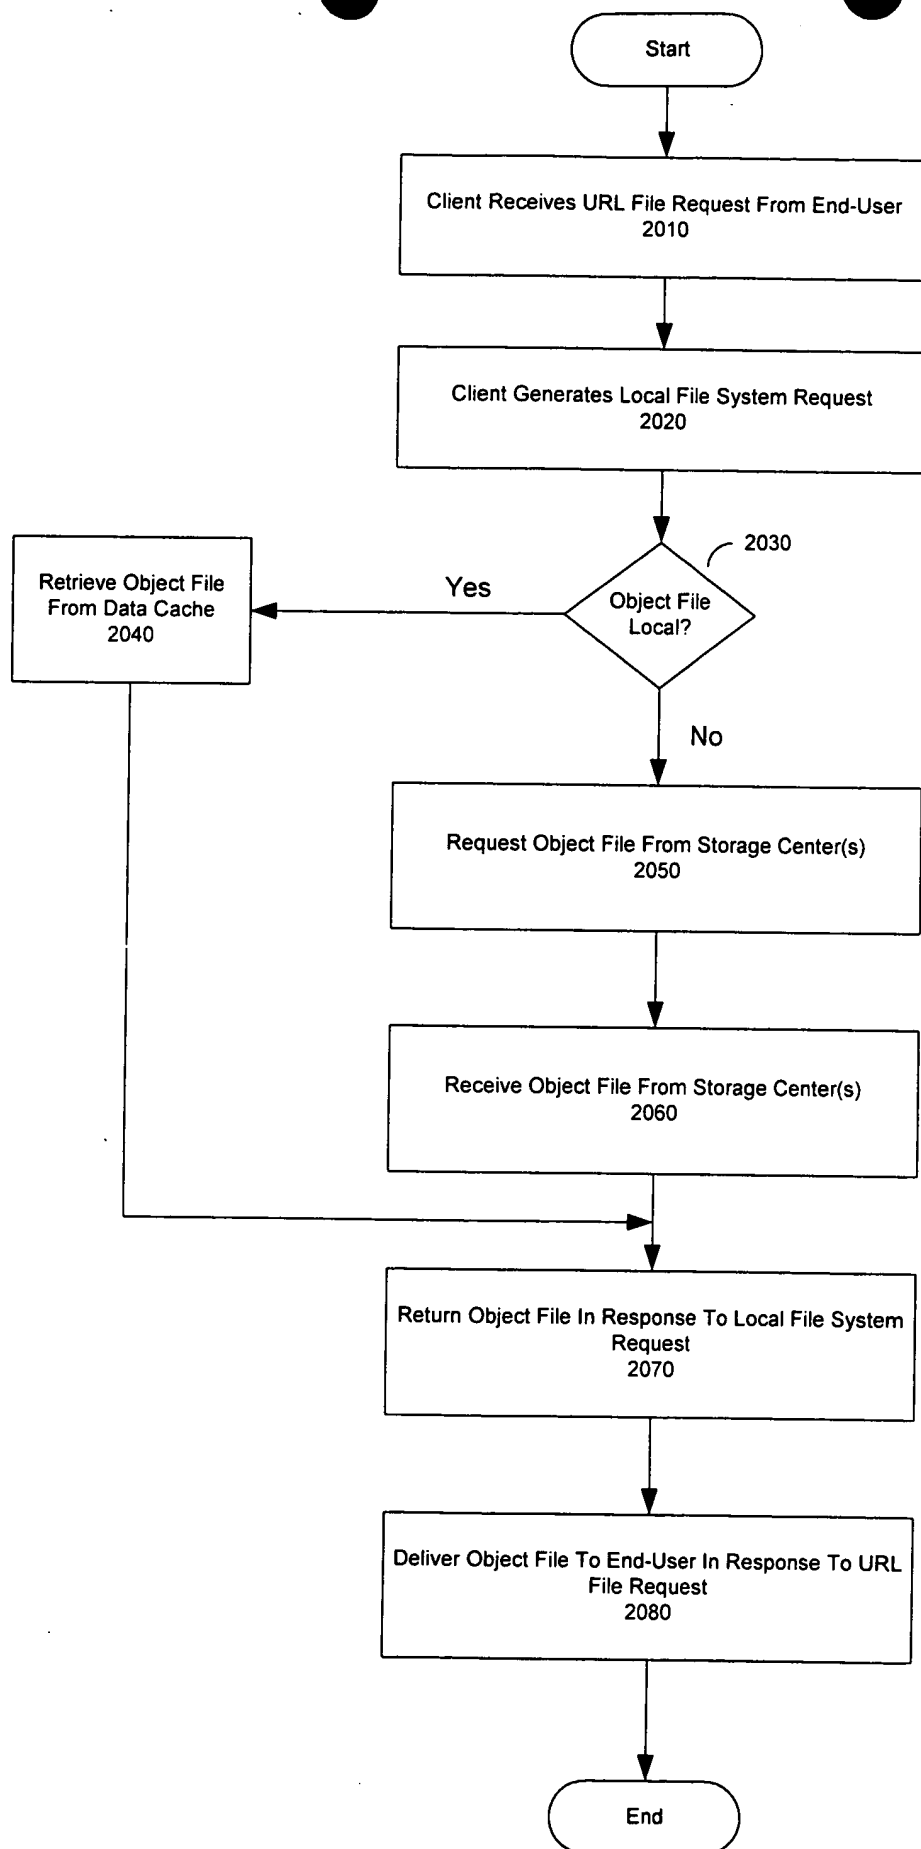 Start
Client Receives URL File Request From End-User
2010
Client Generates Local File System Request
2020
2030
Object File
Local?
Yes
Retrieve Object File
From Data Cache
2040
No
Request Object File From Storage Center(s)
2050
Receive Object File From Storage Center(s)
2060
Return Object File In Response To Local File System
Request
2070
Deliver Object File To End-User In Response To URL
File Request
2080
End